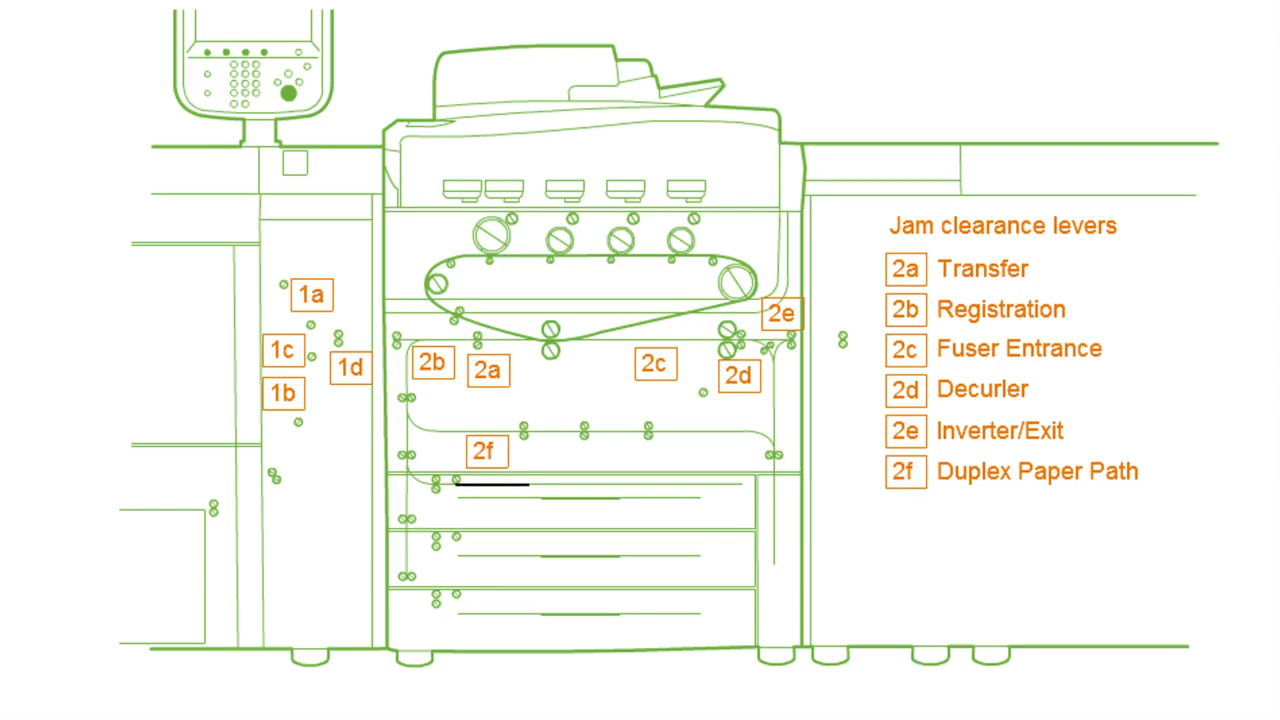 Jam clearance levers
2a Transfer
2b Registration
2c Fuser Entrance
2d Decurler
2e Inverter/Exit
2f Duplex Paper Path
1a
1c
1d
1b
2e
2b
2a
2c
2d
2f